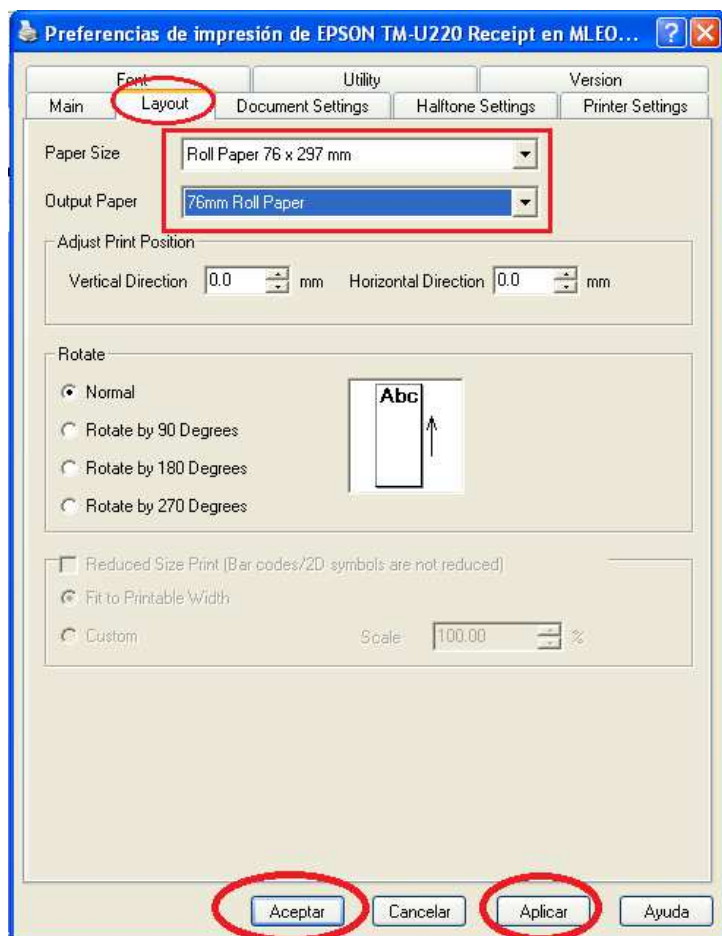 Preferencias de impresión de EPSON TM-U220 Receipt en MLEO...
Font Utility Version
Main Layout Document Settings Halftone Settings Printer Settings
Paper Size Roll Paper 76 x 297 mm
Output Paper 76mm Roll Paper
Adjust Print Position
Vertical Direction 0.0 mm Horizontal Direction 0.0 mm
Rotate
Normal
Abc
Rotate by 90 Degrees
Rotate by 180 Degrees
Rotate by 270 Degrees
Reduced Size Print (Bar codes/2D symbols are not reduced)
Fit to Printable Width
Custom Scale 100.00 %
Aceptar Cancelar Aplicar Ayuda